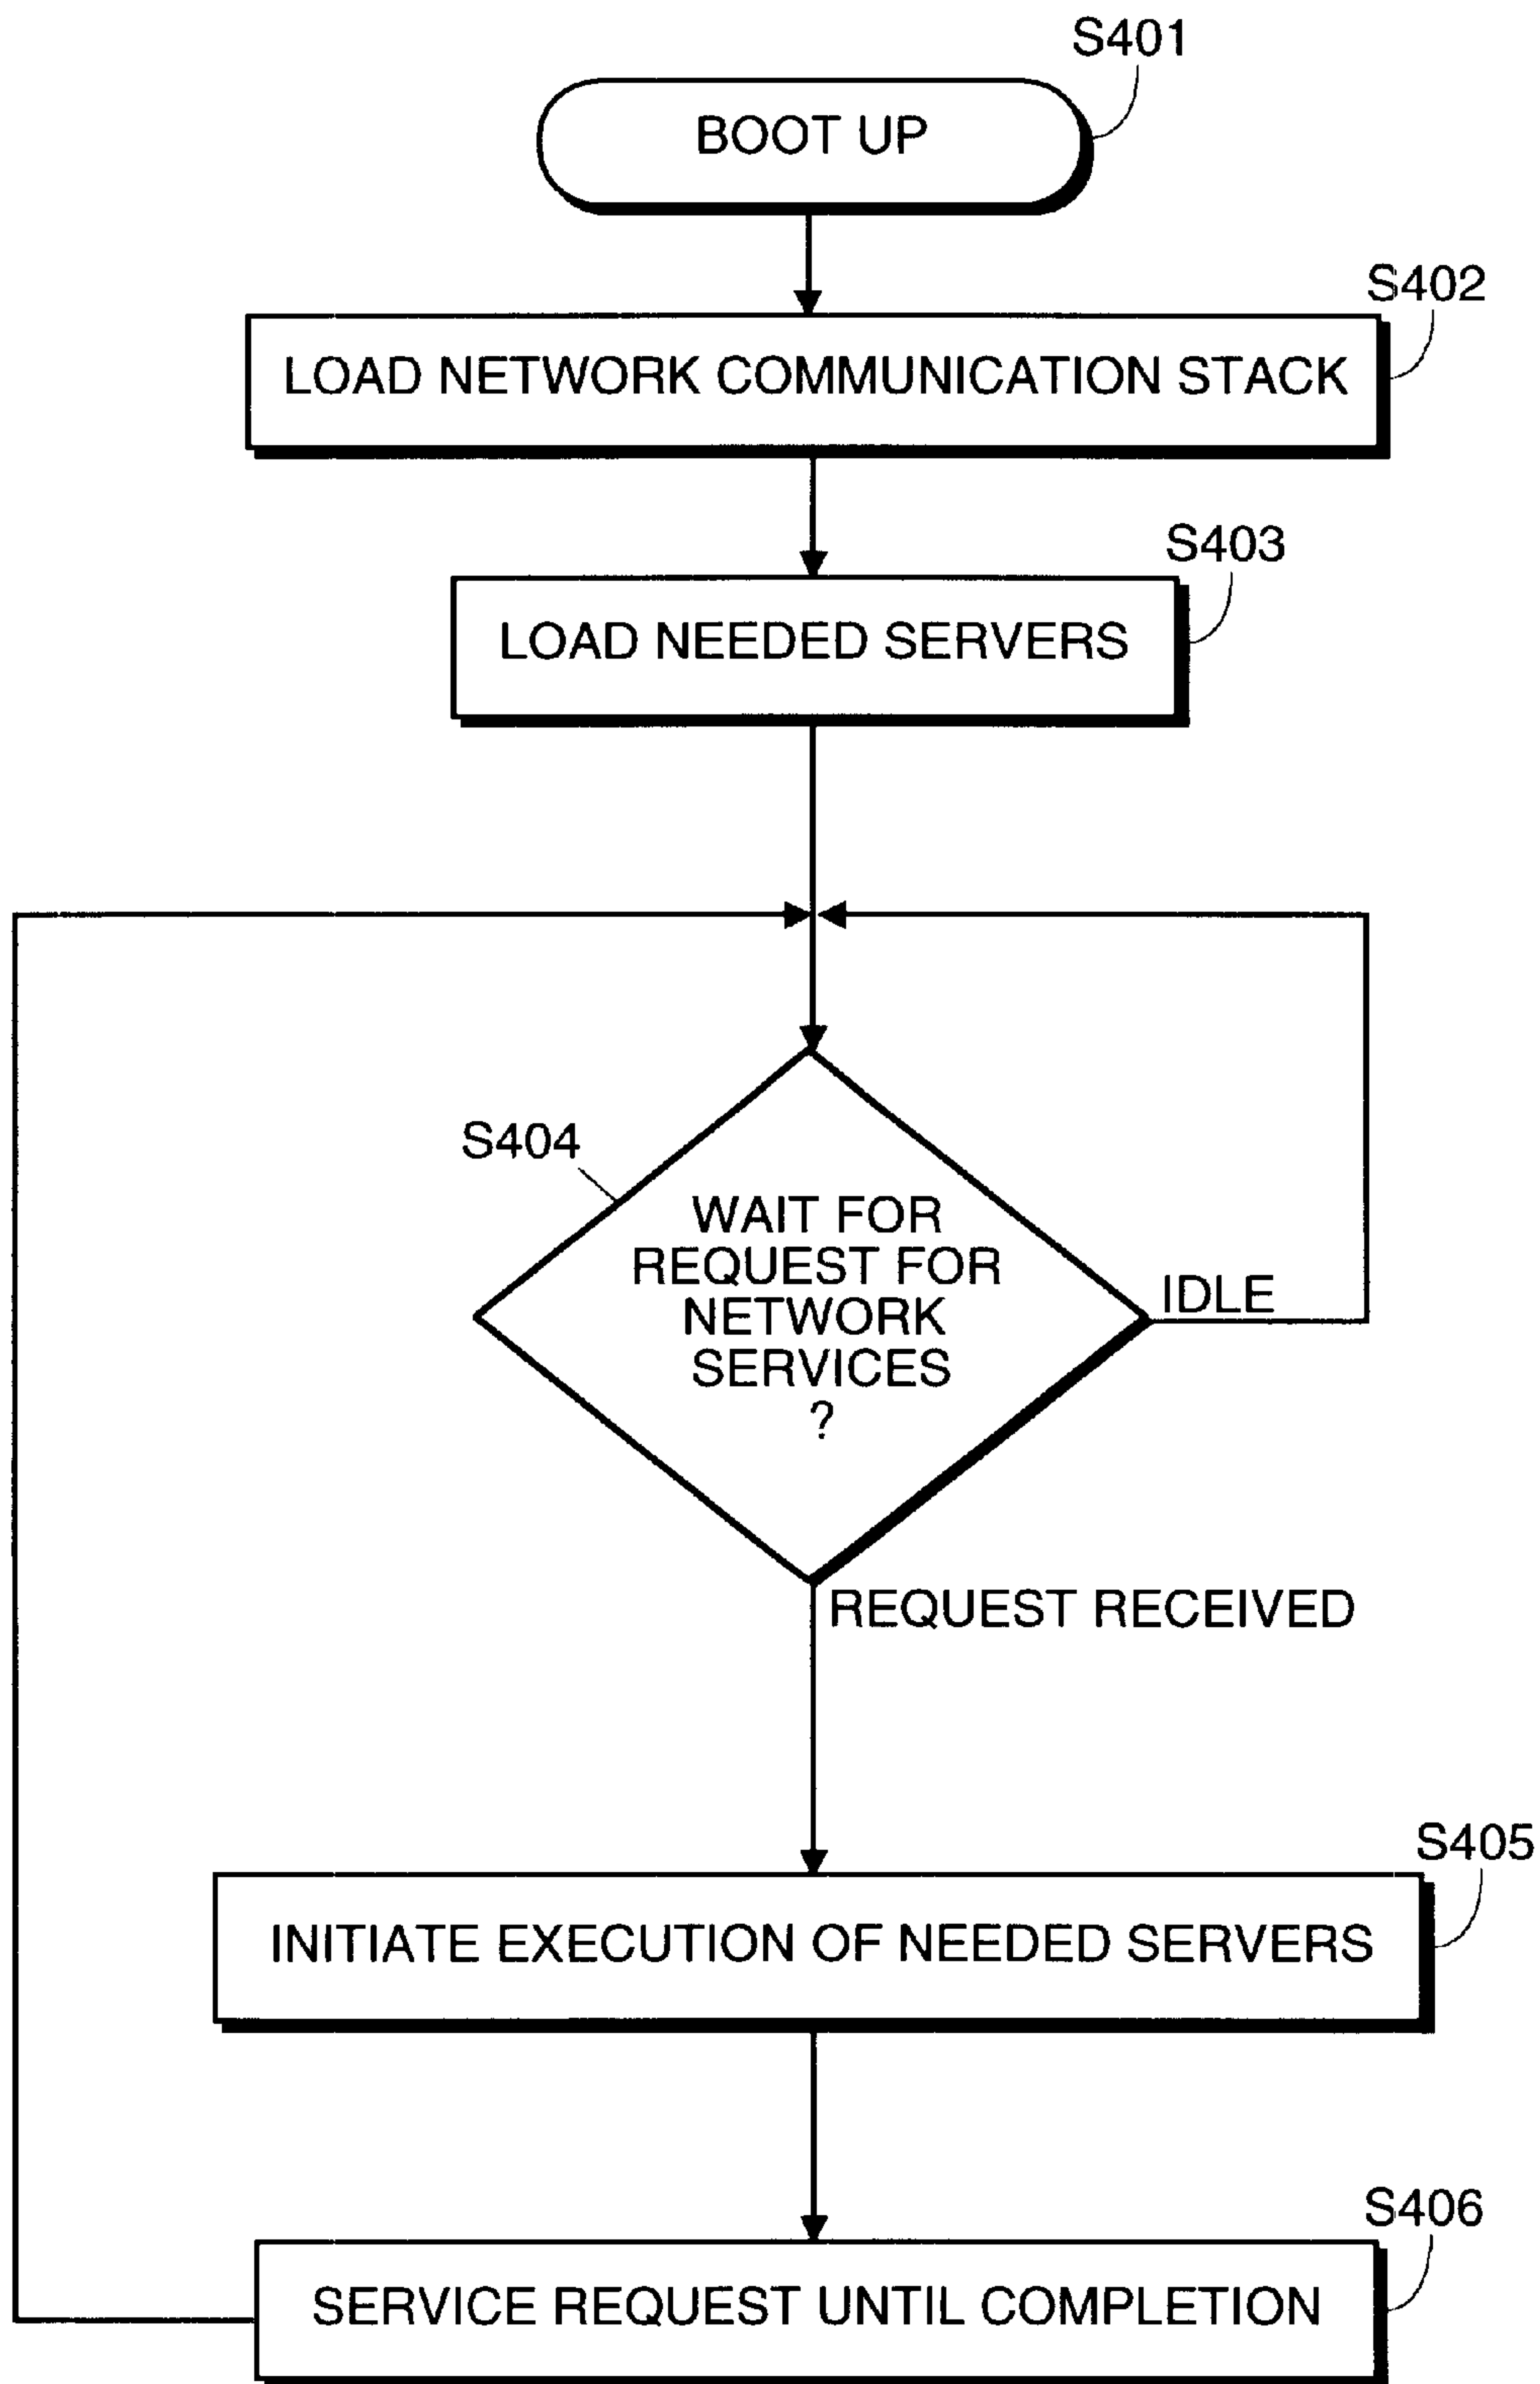 S401
BOOT UP
S402
LOAD NETWORK COMMUNICATION STACK
S403
LOAD NEEDED SERVERS
S404
WAIT FOR
REQUEST FOR
NETWORK
SERVICES
?
IDLE
REQUEST RECEIVED
S405
INITIATE EXECUTION OF NEEDED SERVERS
S406
SERVICE REQUEST UNTIL COMPLETION